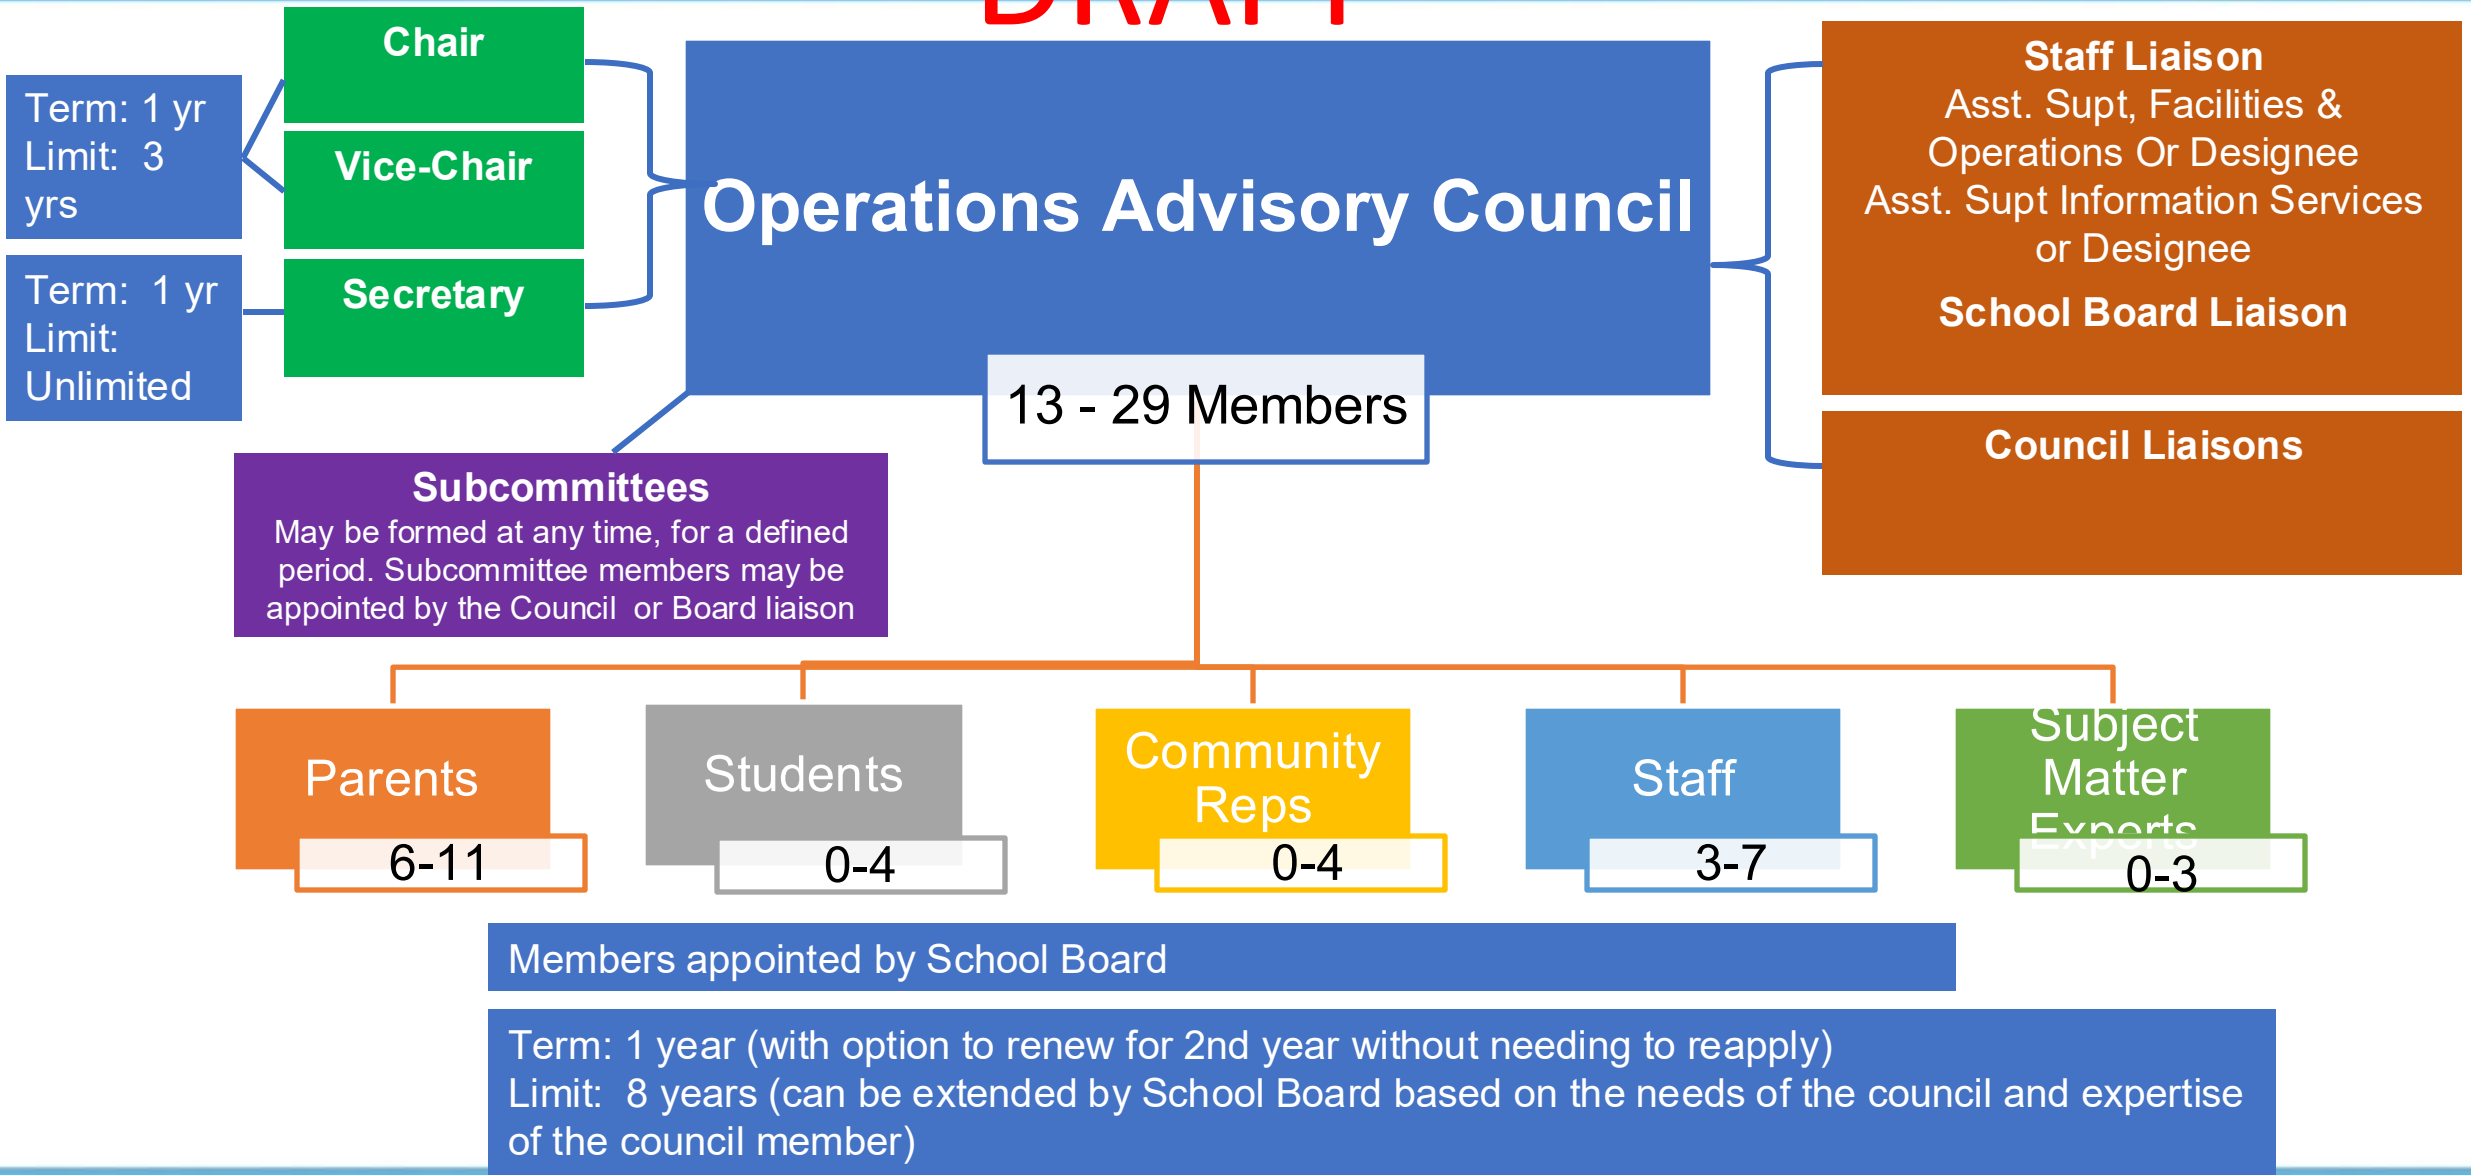 DRAFT
Chair
Vice-Chair
Secretary
Term: 1 yr
Limit:  3
yrs
Term:  1 yr
Limit:
Unlimited
Operations Advisory Council
13 - 29 Members
Staff Liaison
Asst. Supt, Facilities &
Operations Or Designee
Asst. Supt Information Services
or Designee
School Board Liaison
Council Liaisons
Subcommittees
May be formed at any time, for a defined
period. Subcommittee members may be
appointed by the Council  or Board liaison
Parents
6-11
Students
0-4
Community
Reps
0-4
Staff
3-7
Subject
Matter
Experts
0-3
Members appointed by School Board
Term: 1 year (with option to renew for 2nd year without needing to reapply)
Limit:  8 years (can be extended by School Board based on the needs of the council and expertise
of the council member)